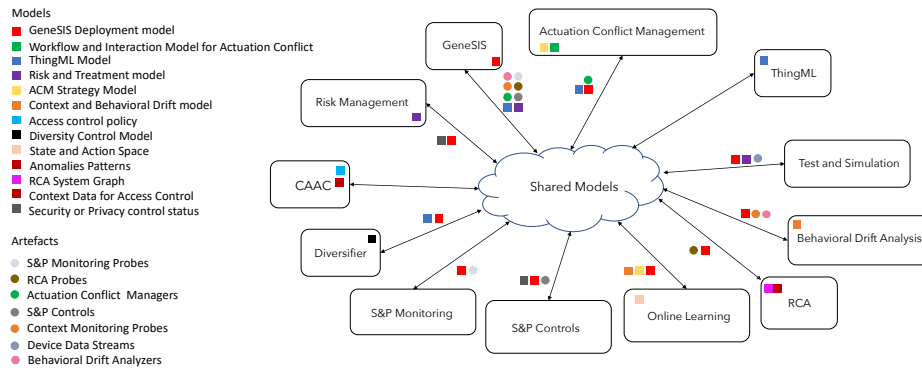 Models
GeneSIS Deployment model
Workflow and Interaction Model for Actuation Conflict
ThingML Model
Risk and Treatment model
ACM Strategy Model
Context and Behavioral Drift model
Access control policy
Diversity Control Model
State and Action Space
Anomalies Patterns
RCA System Graph
Context Data for Access Control
Security or Privacy control status
Artefacts
S&P Monitoring Probes
RCA Probes
Actuation Conflict Managers
S&P Controls
Context Monitoring Probes
Device Data Streams
Behavioral Drift Analyzers
GeneSIS
Actuation Conflict Management
ThingML
Risk Management
Test and Simulation
CAAC
Shared Models
Diversifier
Behavioral Drift Analysis
S&P Monitoring
S&P Controls
Online Learning
RCA